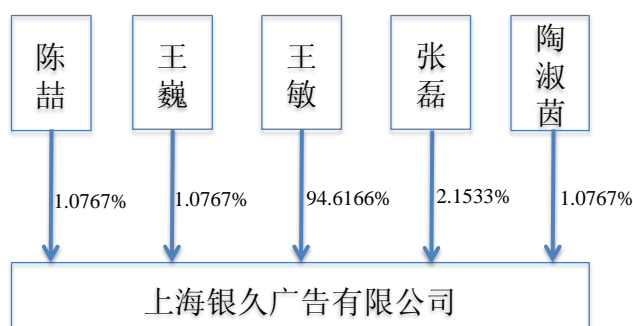 陈喆
王巍
王敏
张磊
陶淑茵
1.0767%
1.0767%
94.6166%
2.1533%
1.0767%
上海银久广告有限公司